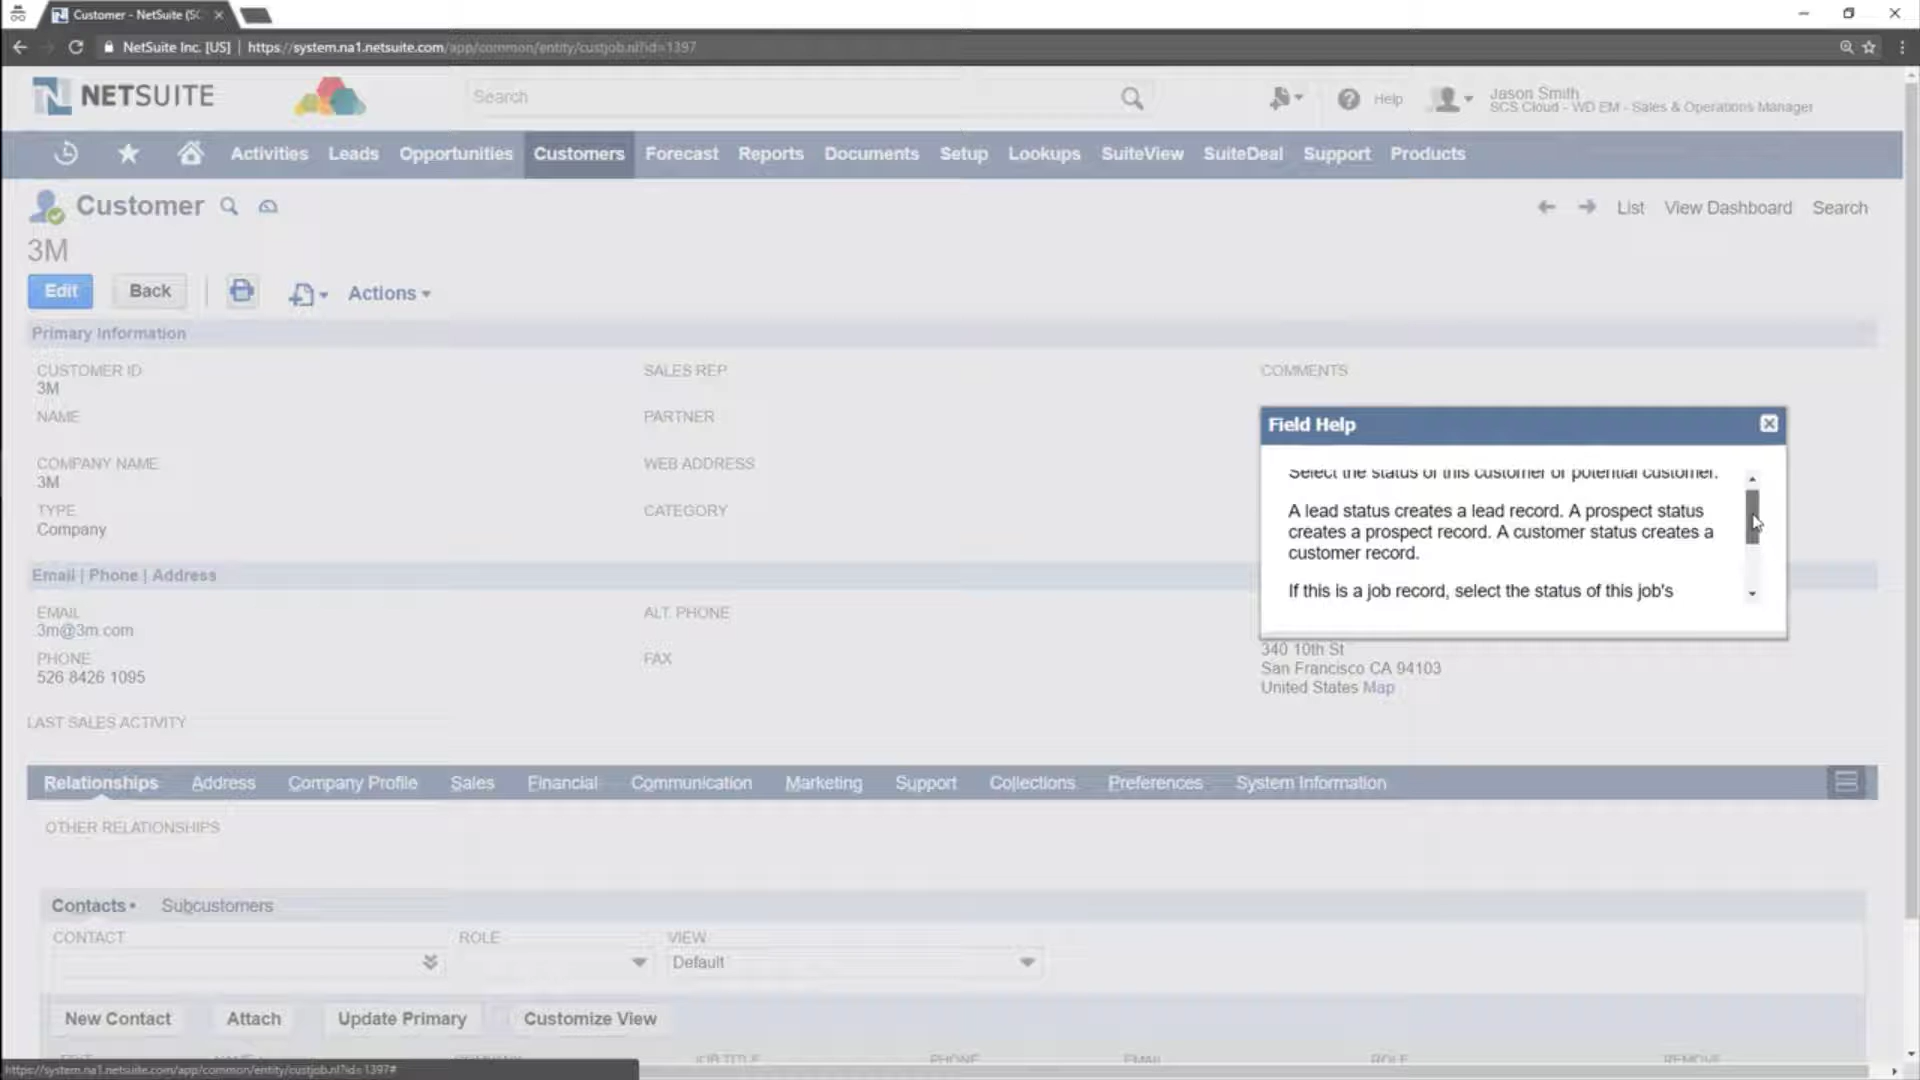 Customer - NetSuite (SC
NetSuite Inc. [US] | https://system.na1.netsuite.com/app/common/entity/custjob.nl?id=1397
NETSUITE
Search
Help
Jason Smith
SCS Cloud - WD EM - Sales & Operations Manager
Activities Leads Opportunities Customers Forecast Reports Documents Setup Lookups SuiteView SuiteDeal Support Products
Customer
List View Dashboard Search
3M
Edit Back Actions
Primary Information
CUSTOMER ID
3M
NAME
COMPANY NAME
3M
TYPE
Company
SALES REP
PARTNER
WEB ADDRESS
CATEGORY
COMMENTS
Field Help
Select the status of this customer or potential customer.
A lead status creates a lead record. A prospect status
creates a prospect record. A customer status creates a
customer record.
If this is a job record, select the status of this job's
Email | Phone | Address
EMAIL
3m@3m.com
PHONE
526 8426 1095
ALT. PHONE
FAX
340 10th St
San Francisco CA 94103
United States Map
LAST SALES ACTIVITY
Relationships Address Company Profile Sales Financial Communication Marketing Support Collections Preferences System Information
OTHER RELATIONSHIPS
Contacts • Subcustomers
CONTACT ROLE VIEW
Default
New Contact Attach Update Primary Customize View
JOB TITLE PHONE EMAIL ROLE REMOVE
https://system.na1.netsuite.com/app/common/entity/custjob.nl?id=1397#